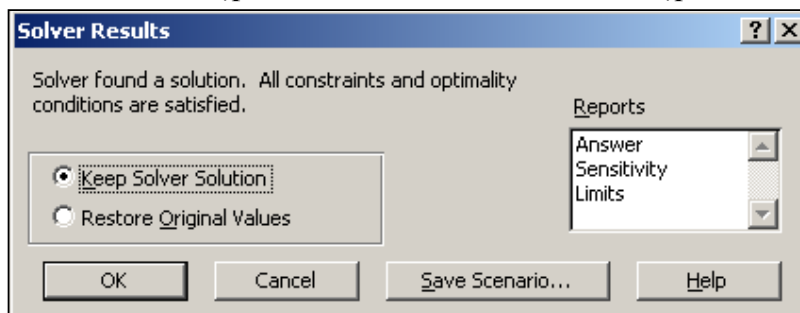 Solver Results
Solver found a solution. All constraints and optimality
conditions are satisfied.
Reports
Answer
Sensitivity
Limits
Keep Solver Solution
Restore Original Values
OK
Cancel
Save Scenario...
Help